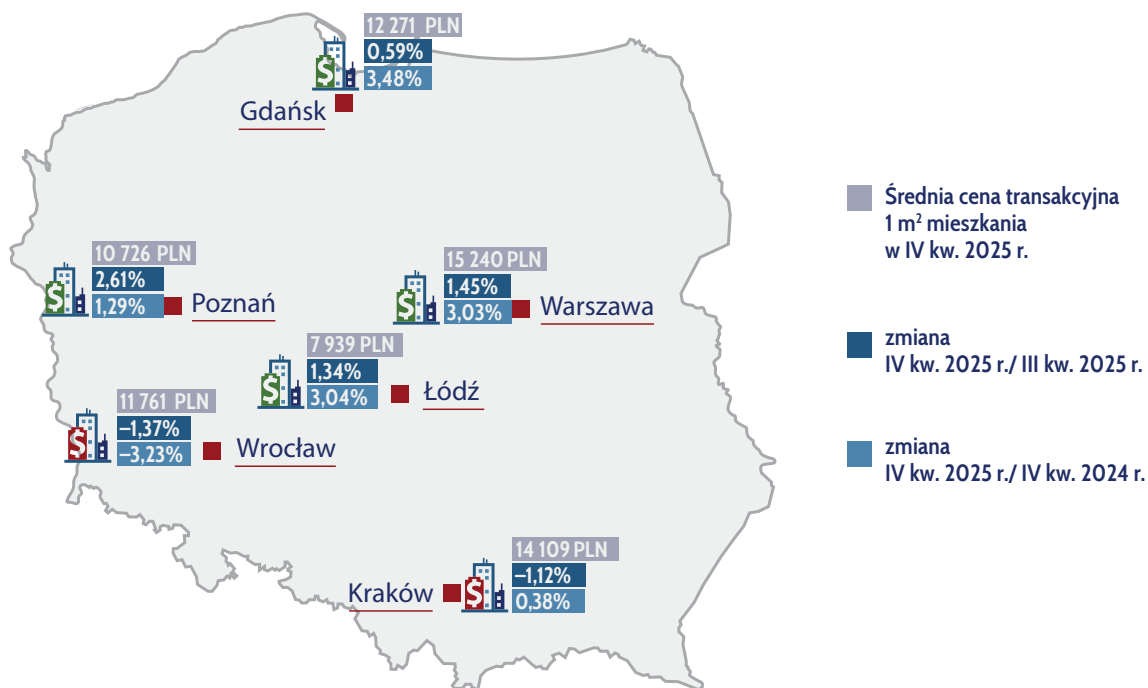 12 271 PLN
0,59%
3,48%
Gdańsk
10 726 PLN
2,61%
1,29%
Poznań
15 240 PLN
1,45%
3,03%
Warszawa
7 939 PLN
1,34%
3,04%
Łódź
11 761 PLN
–1,37%
–3,23%
Wrocław
14 109 PLN
–1,12%
0,38%
Kraków
Średnia cena transakcyjna
1 m² mieszkania
w IV kw. 2025 r.
zmiana
IV kw. 2025 r./ III kw. 2025 r.
zmiana
IV kw. 2025 r./ IV kw. 2024 r.